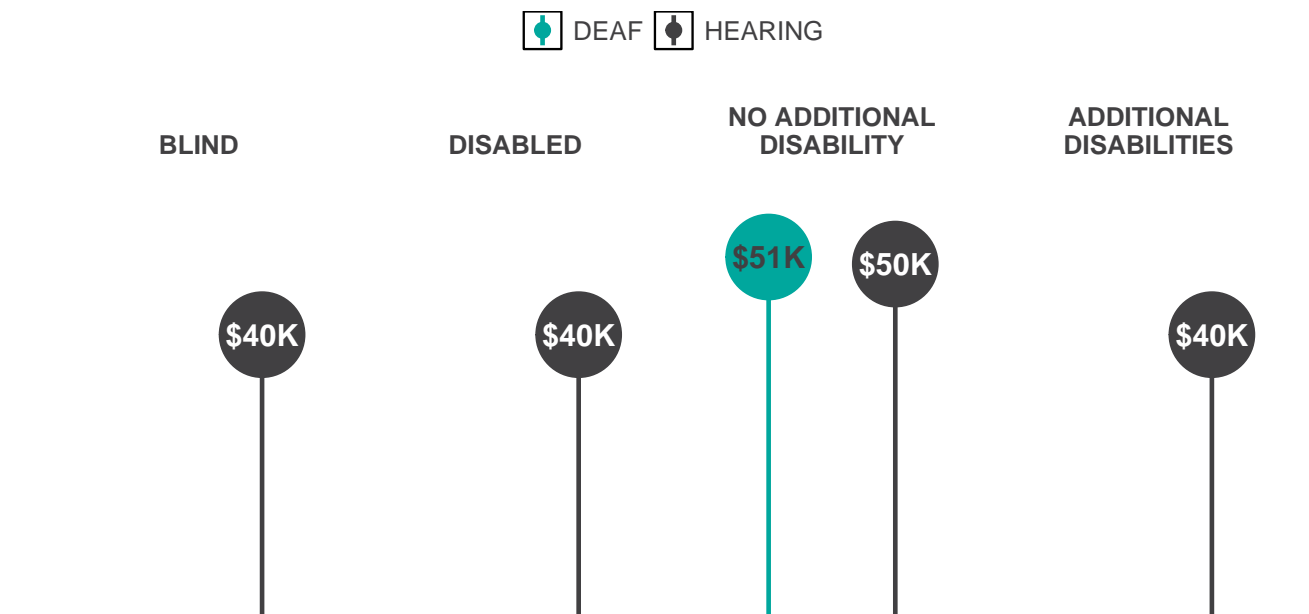 DEAF HEARING
BLIND
DISABLED
NO ADDITIONAL
DISABILITY
ADDITIONAL
DISABILITIES
$40K
$40K
$51K
$50K
$40K